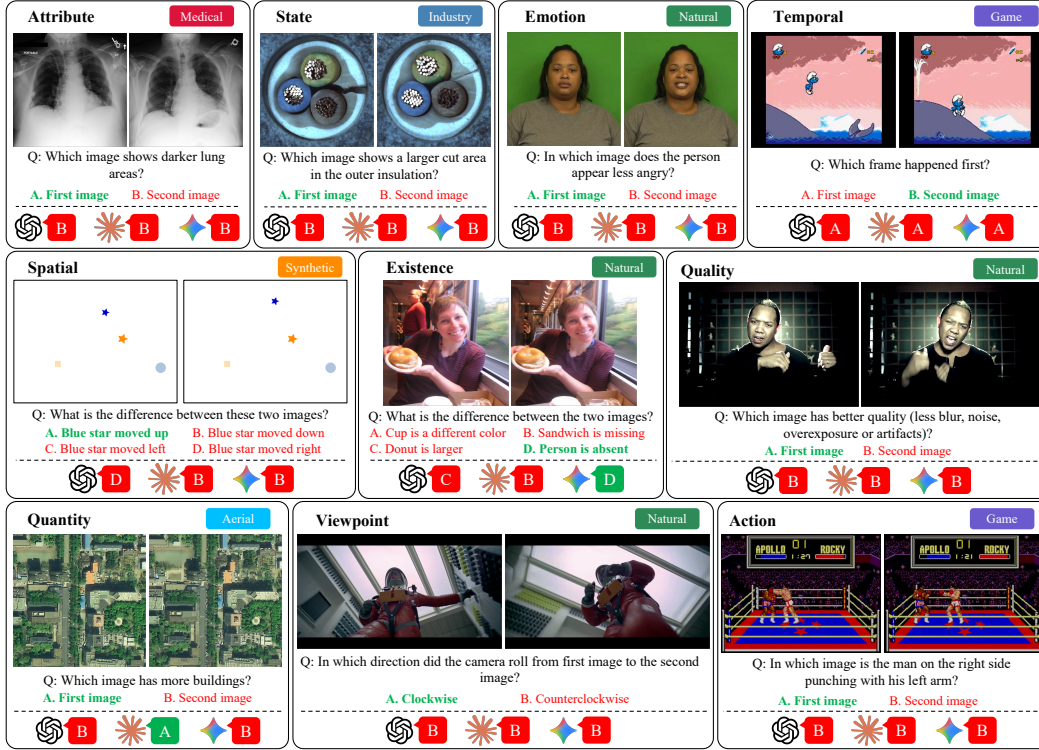 Attribute
Medical
PORTABLE
Q: Which image shows darker lung
areas?
A. First image B. Second image
B B B
State
Industry
Q: Which image shows a larger cut area
in the outer insulation?
A. First image B. Second image
B B B
Emotion
Natural
Q: In which image does the person
appear less angry?
A. First image B. Second image
B B B
Temporal
Game
Q: Which frame happened first?
A. First image B. Second image
A A A
Spatial
Synthetic
Q: What is the difference between these two images?
A. Blue star moved up B. Blue star moved down
C. Blue star moved left D. Blue star moved right
D B B
Existence
Natural
Q: What is the difference between the two images?
A. Cup is a different color B. Sandwich is missing
C. Donut is larger D. Person is absent
C B D
Quality
Natural
Q: Which image has better quality (less blur, noise,
overexposure or artifacts)?
A. First image B. Second image
B B B
Quantity
Aerial
Q: Which image has more buildings?
A. First image B. Second image
B A B
Viewpoint
Natural
Q: In which direction did the camera roll from first image to the second
image?
A. Clockwise B. Counterclockwise
B B B
Action
Game
APOLLO 01 ROCKY
1:27
APOLLO 01 ROCKY
1:21
Q: In which image is the man on the right side
punching with his left arm?
A. First image B. Second image
B B B